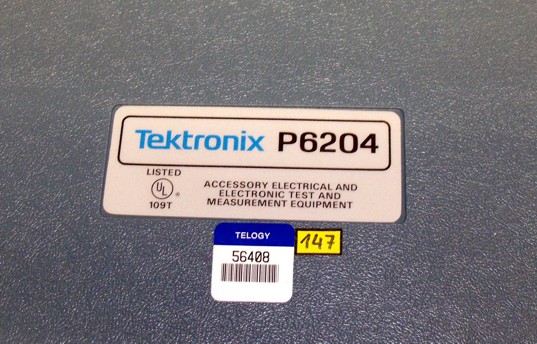 Tektronix P6204
LISTED
UL
®
109T
ACCESSORY ELECTRICAL AND
ELECTRONIC TEST AND
MEASUREMENT EQUIPMENT
TELOGY
56408
147